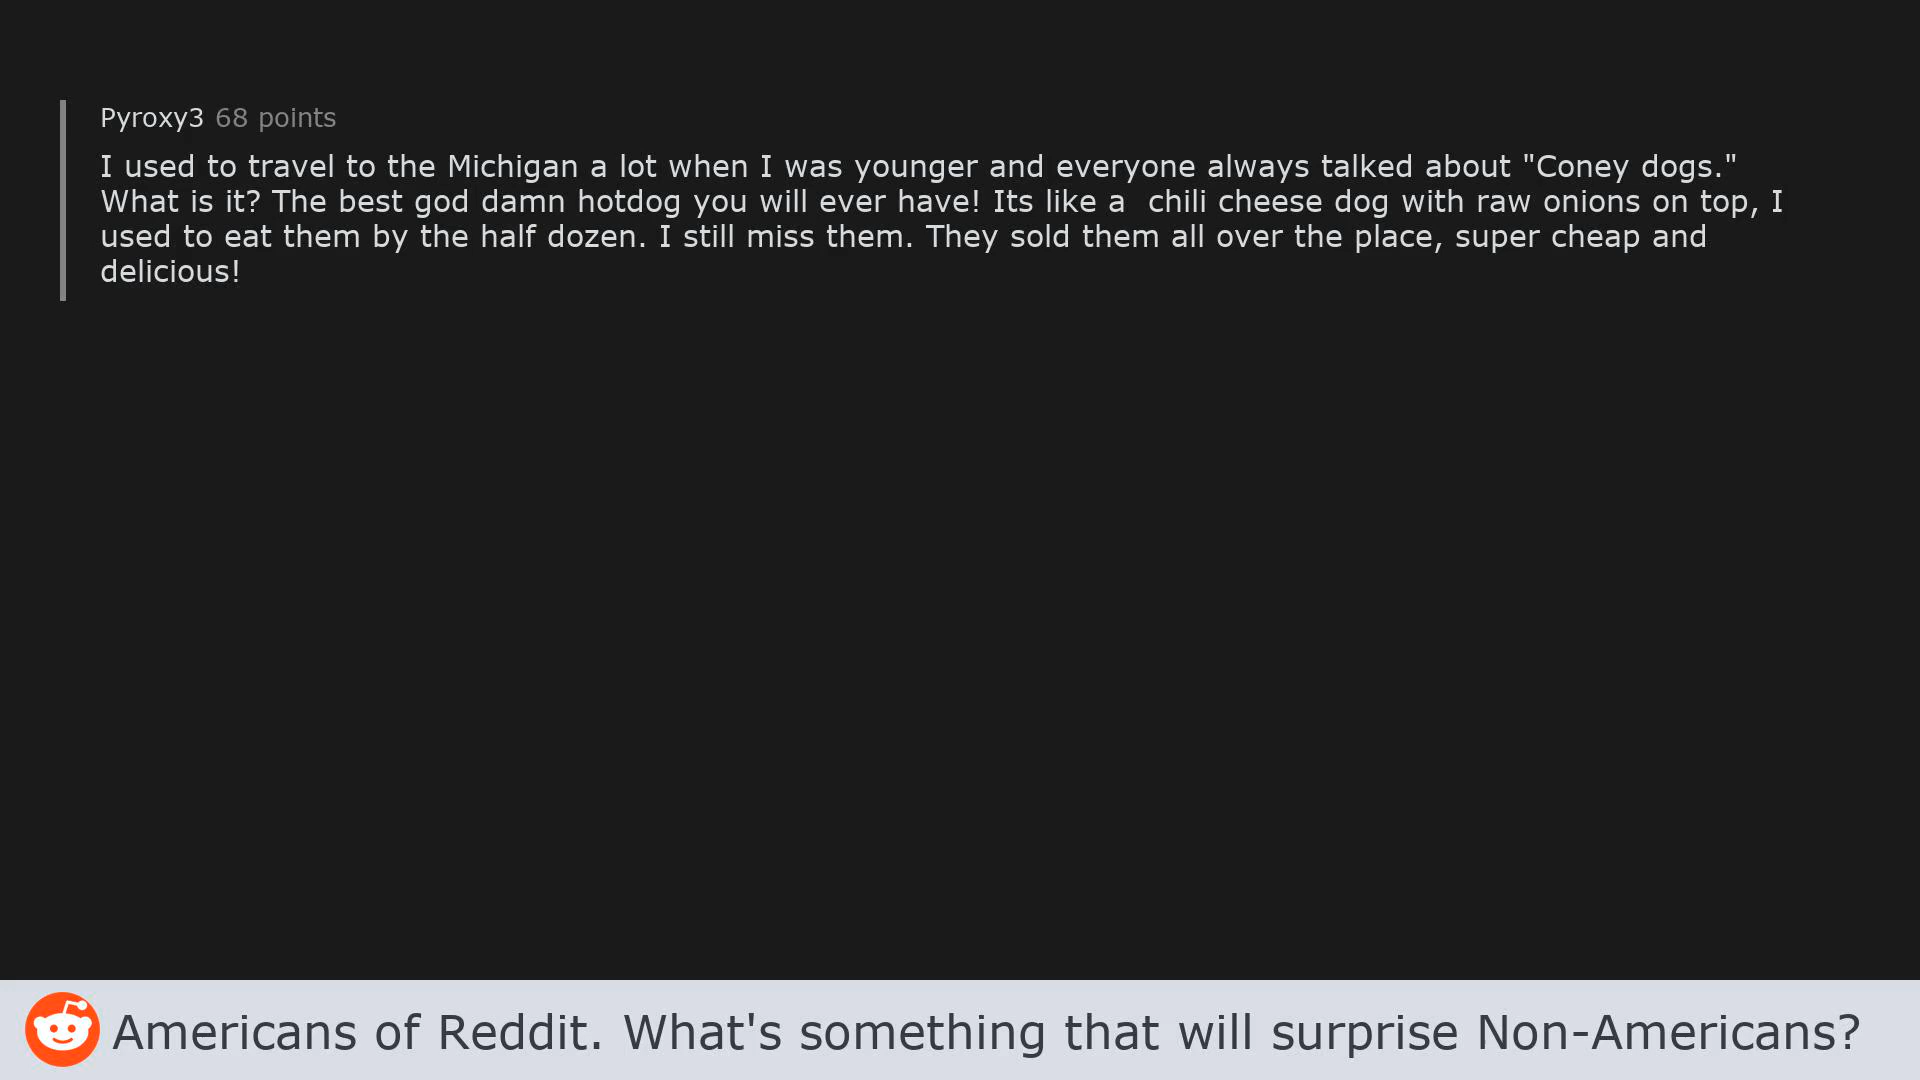 Pyroxy3 68 points
I used to travel to the Michigan a lot when I was younger and everyone always talked about "Coney dogs."
What is it? The best god damn hotdog you will ever have! Its like a  chili cheese dog with raw onions on top, I
used to eat them by the half dozen. I still miss them. They sold them all over the place, super cheap and
delicious!
Americans of Reddit. What's something that will surprise Non-Americans?